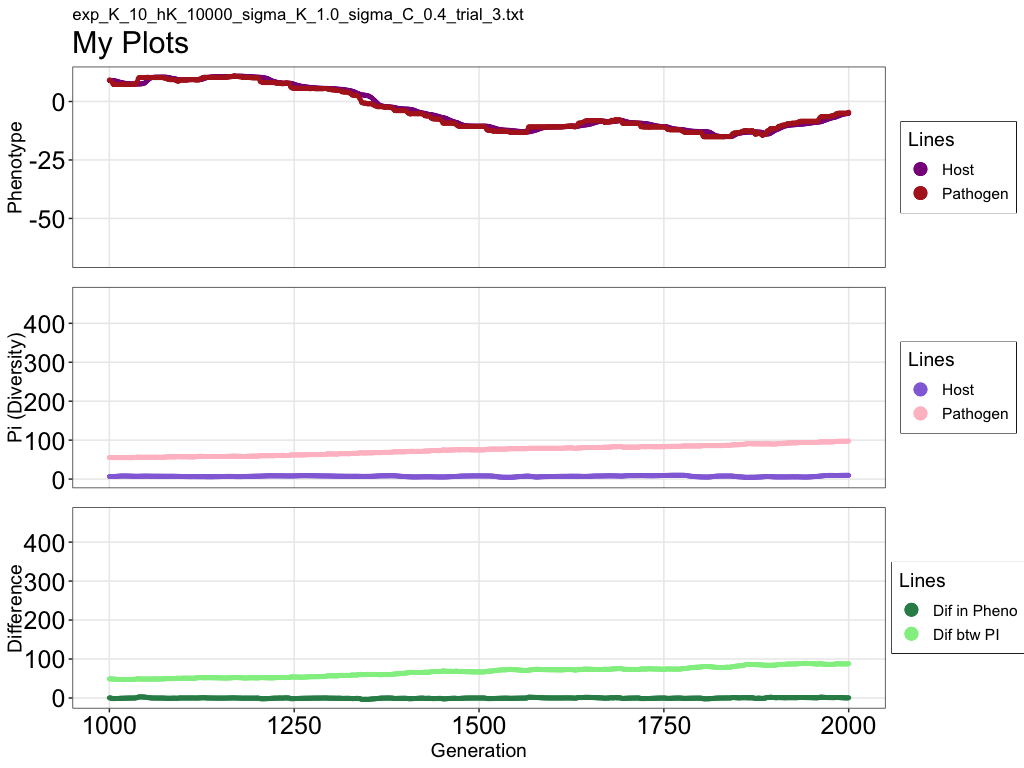 exp_K_10_hK_10000_sigma_K_1.0_sigma_C_0.4_trial_3.txt
My Plots
Phenotype
0
-25
-50
Lines
Host
Pathogen
Pi (Diversity)
400
300
200
100
0
Lines
Host
Pathogen
Difference
400
300
200
100
0
Lines
Dif in Pheno
Dif btw PI
1000 1250 1500 1750 2000
Generation